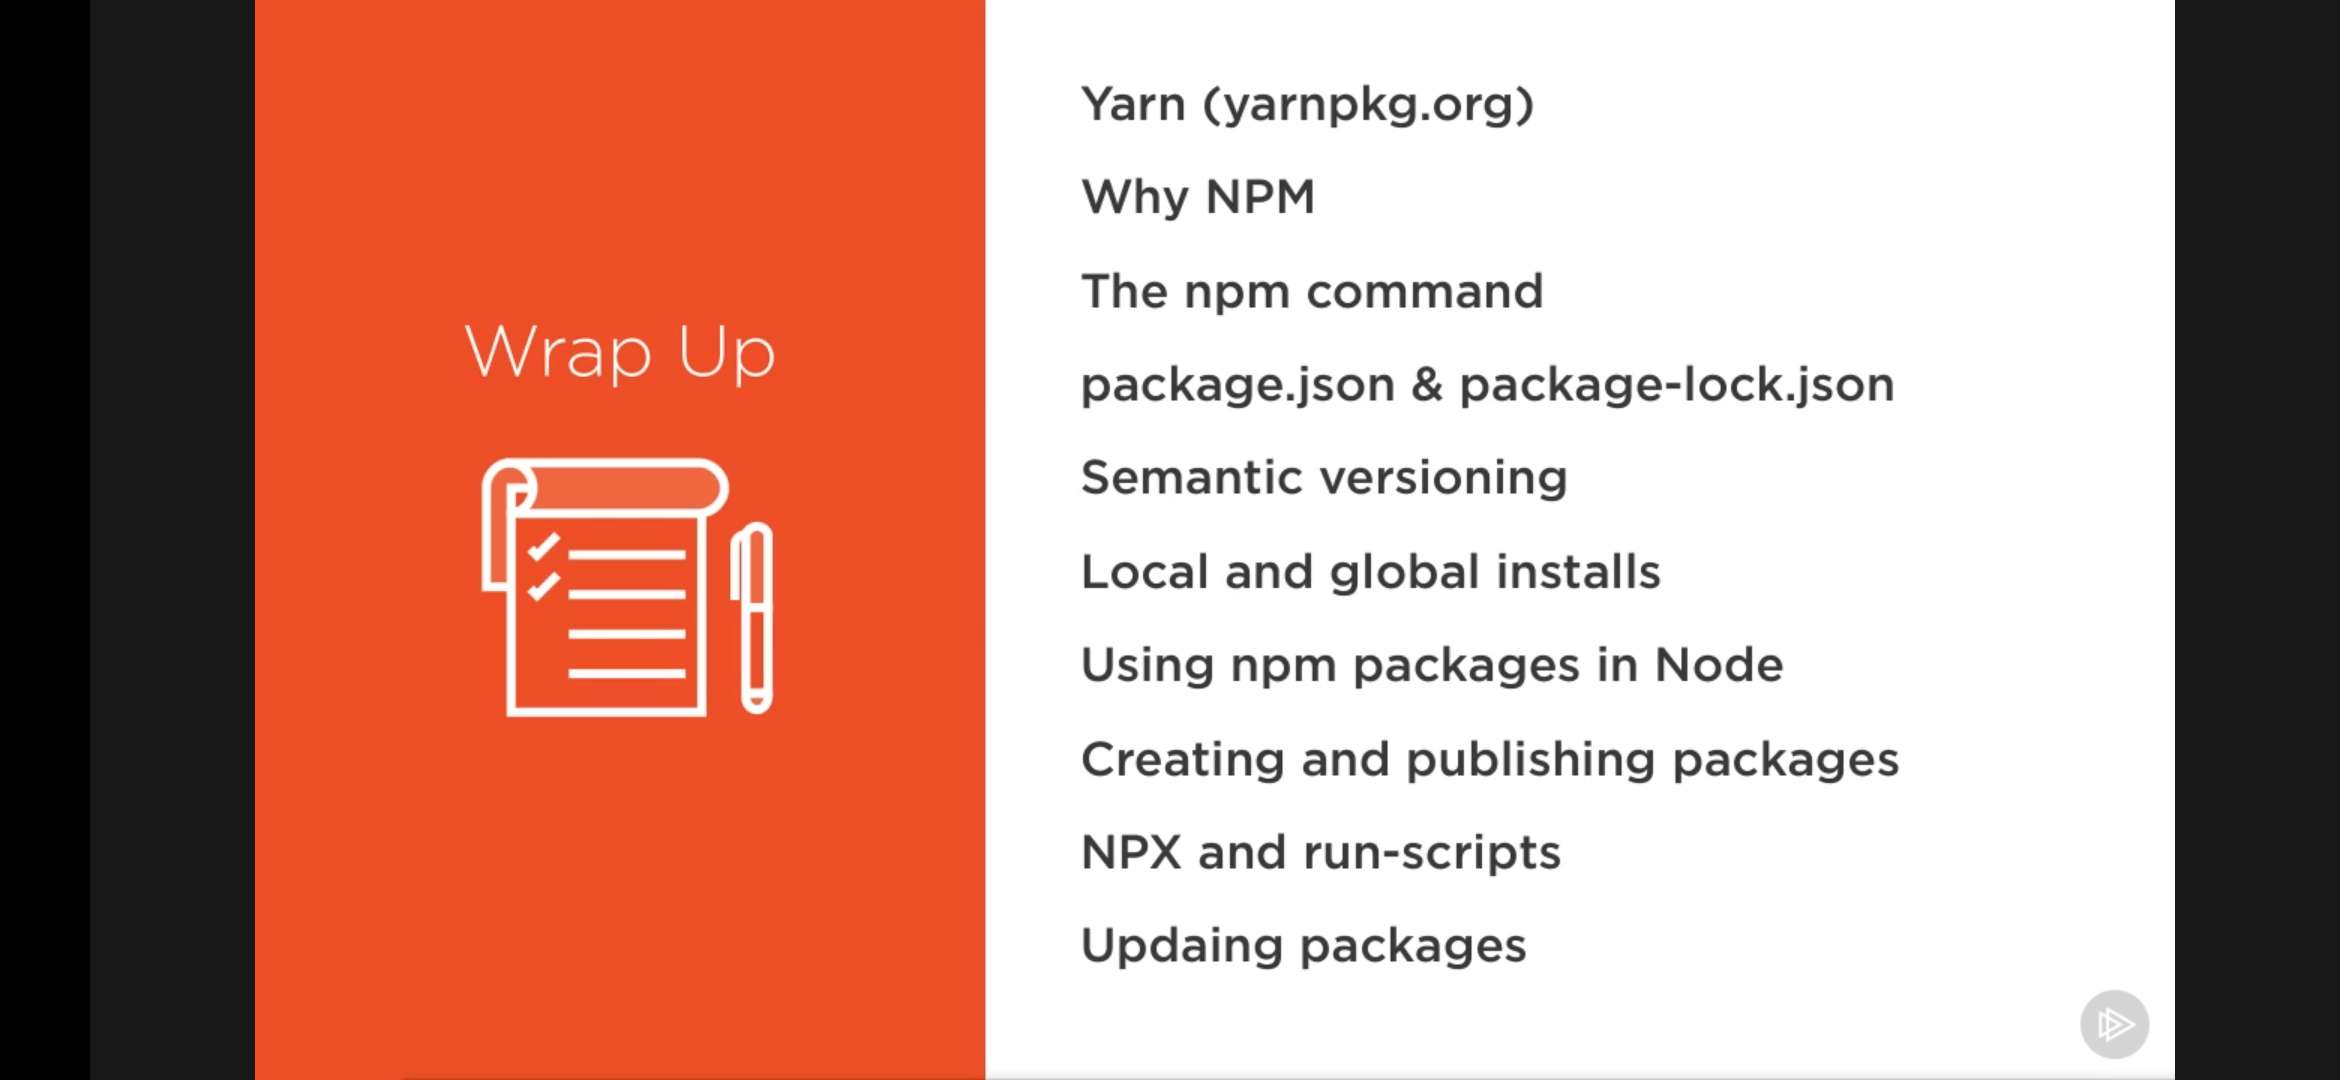 Wrap Up
Yarn (yarnpkg.org)
Why NPM
The npm command
package.json & package-lock.json
Semantic versioning
Local and global installs
Using npm packages in Node
Creating and publishing packages
NPX and run-scripts
Updaing packages